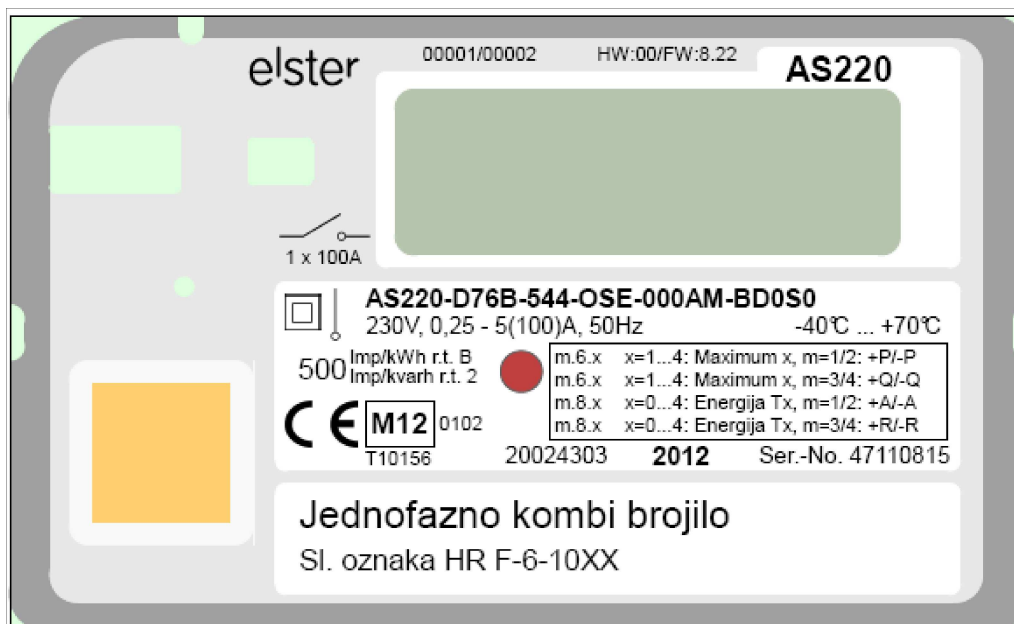 elster
00001/00002 HW:00/FW:8.22
AS220
1 x 100A
AS220-D76B-544-OSE-000AM-BD0S0
230V, 0,25 - 5(100)A, 50Hz -40℃ ... +70℃
500 Imp/kWh r.t. B
Imp/kvarh r.t. 2
m.6.x x=1...4: Maximum x, m=1/2: +P/-P
m.6.x x=1...4: Maximum x, m=3/4: +Q/-Q
m.8.x x=0...4: Energija Tx, m=1/2: +A/-A
m.8.x x=0...4: Energija Tx, m=3/4: +R/-R
CE M12 0102
T10156 20024303 2012 Ser.-No. 47110815
Jednofazno kombi brojilo
Sl. oznaka HR F-6-10XX